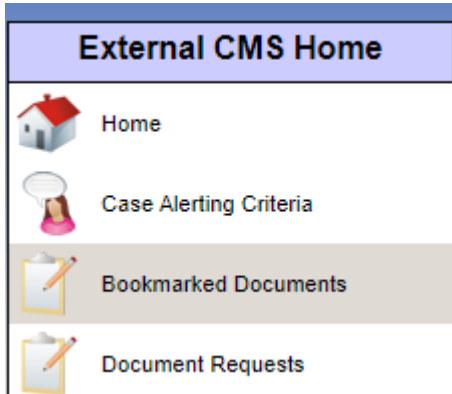 External CMS Home
Home
Case Alerting Criteria
Bookmarked Documents
Document Requests